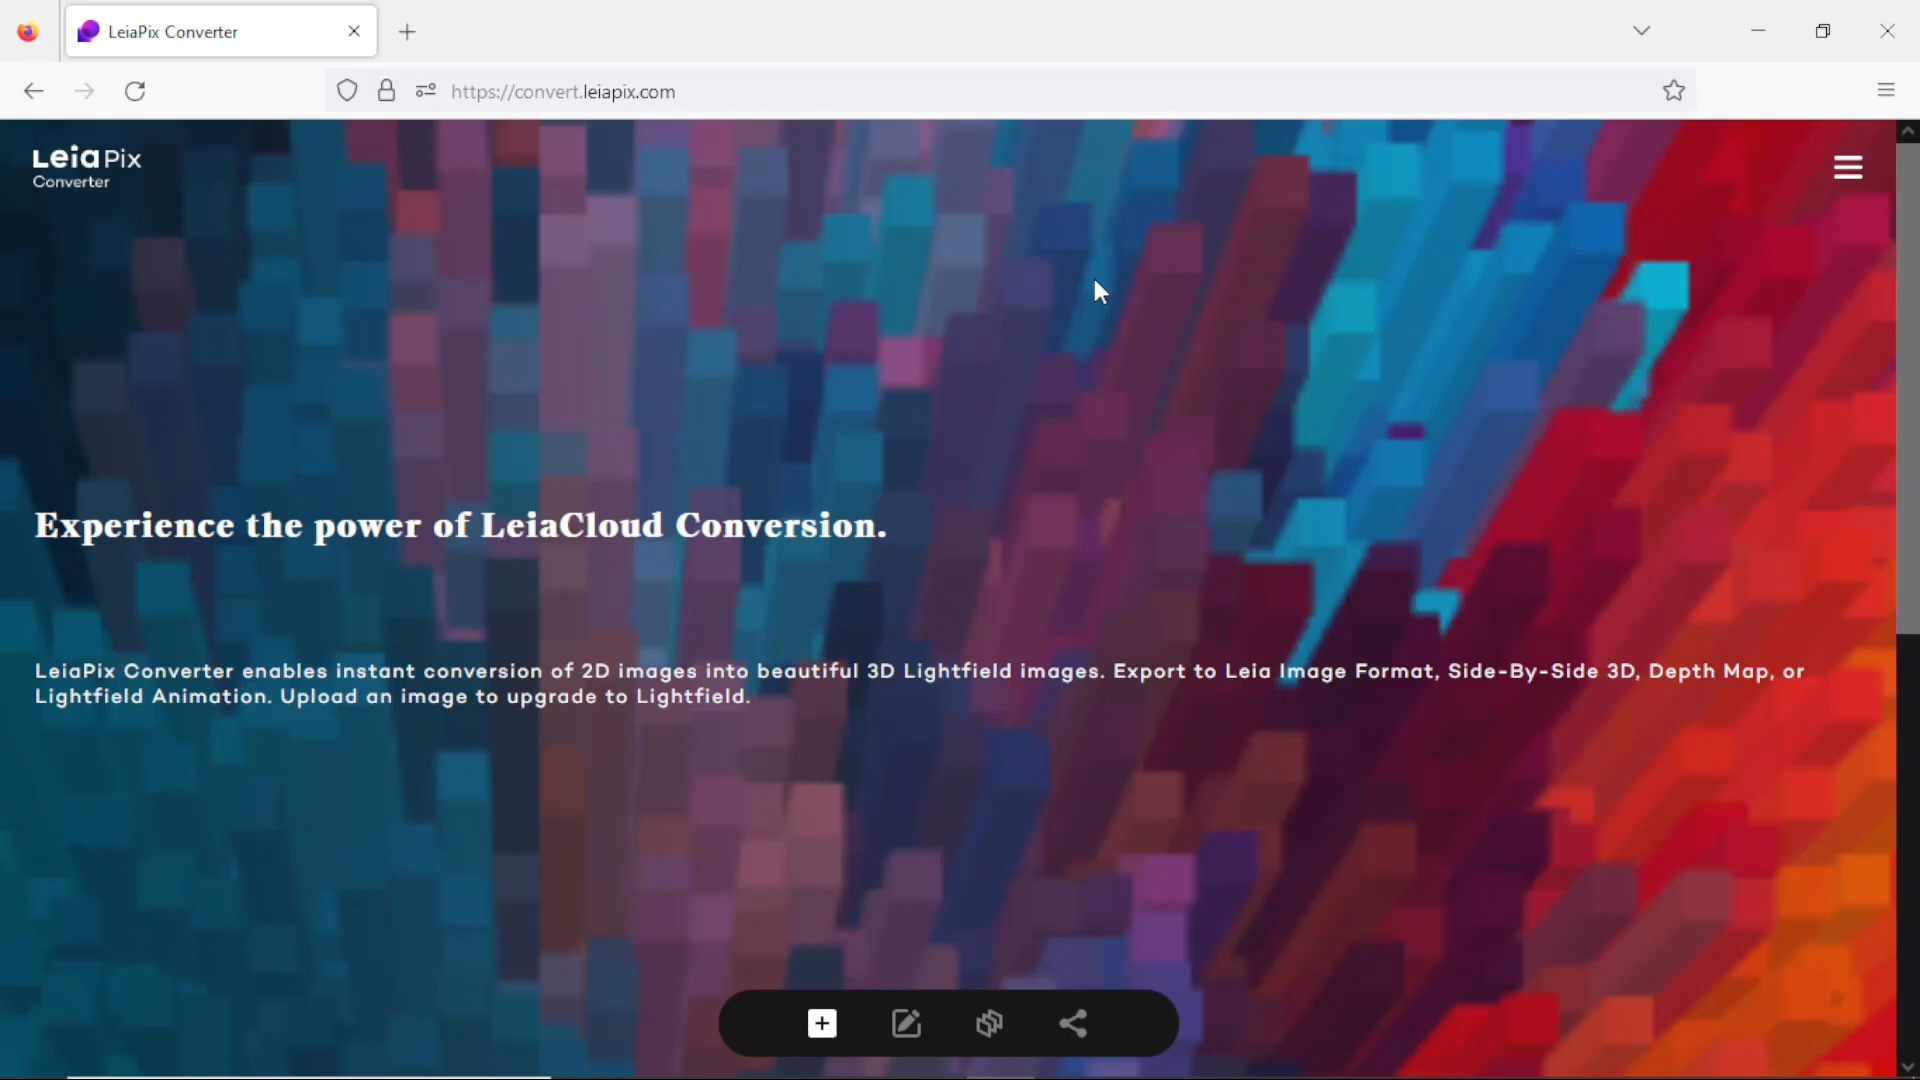 LeiaPix Converter
https://convert.leiapix.com
Leia Pix
Converter
Experience the power of LeiaCloud Conversion.
LeiaPix Converter enables instant conversion of 2D images into beautiful 3D Lightfield images. Export to Leia Image Format, Side-By-Side 3D, Depth Map, or
Lightfield Animation. Upload an image to upgrade to Lightfield.